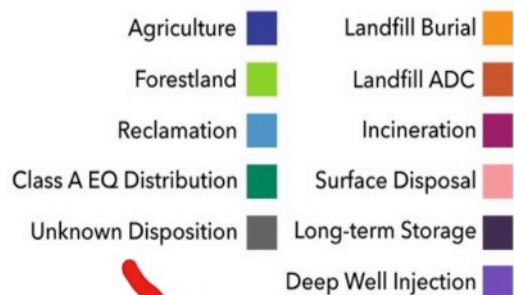 Agriculture
Forestland
Reclamation
Class A EQ Distribution
Unknown Disposition
Landfill Burial
Landfill ADC
Incineration
Surface Disposal
Long-term Storage
Deep Well Injection